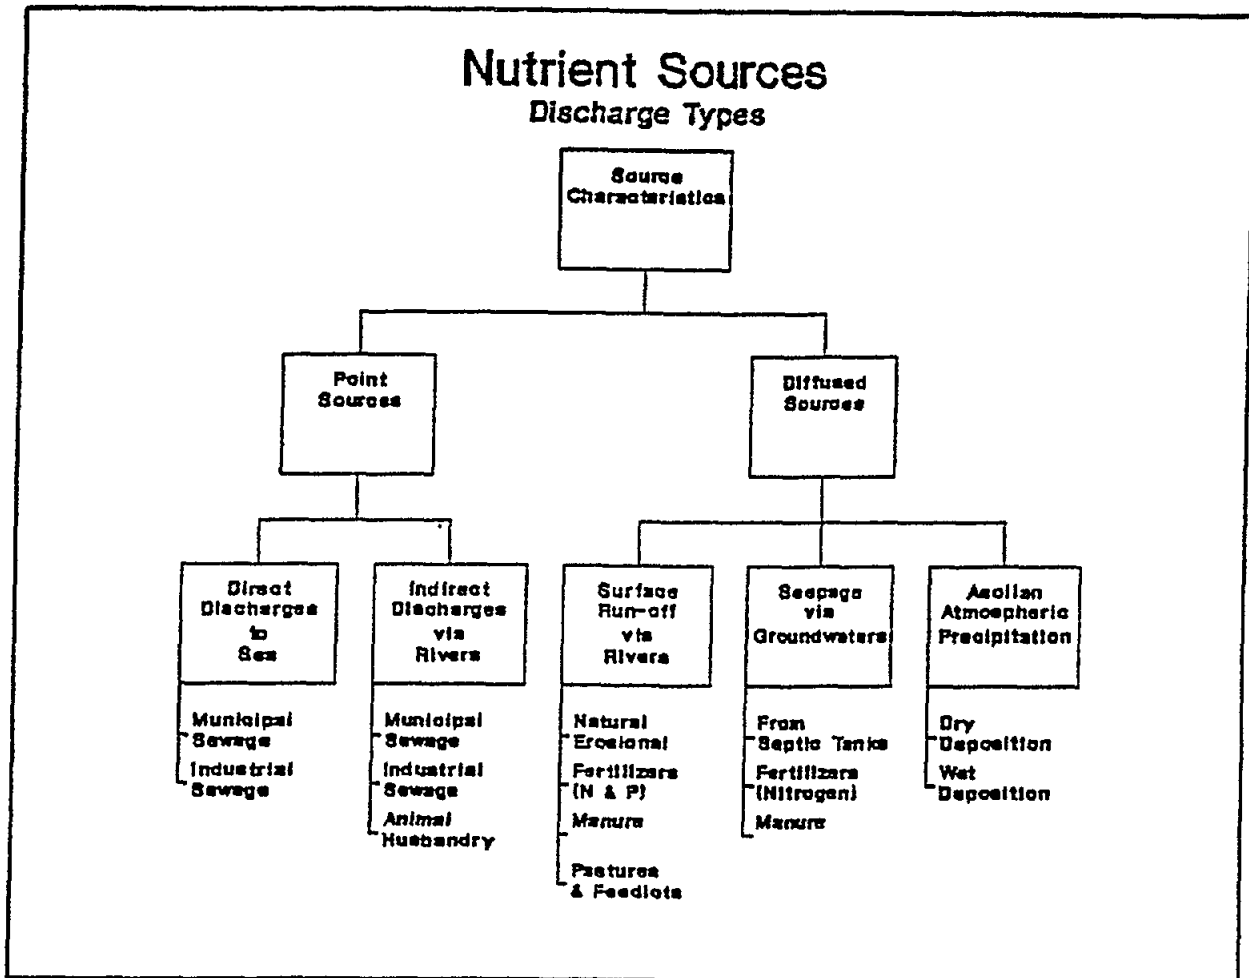 Nutrient Sources
Discharge Types
Source
Characteristics
Point
Sources
Diffused
Sources
Direct
Discharges
to
Sea
Indirect
Discharges
via
Rivers
Surface
Run-off
via
Rivers
Seepage
via
Groundwaters
Aeolian
Atmospheric
Precipitation
Municipal
Sewage
Industrial
Sewage
Municipal
Sewage
Industrial
Sewage
Animal
Husbandry
Natural
Erosional
Fertilizers
(N & P)
Manure
Pastures
& Feedlots
From
Septic Tanks
Fertilizers
(Nitrogen)
Manure
Dry
Deposition
Wet
Deposition